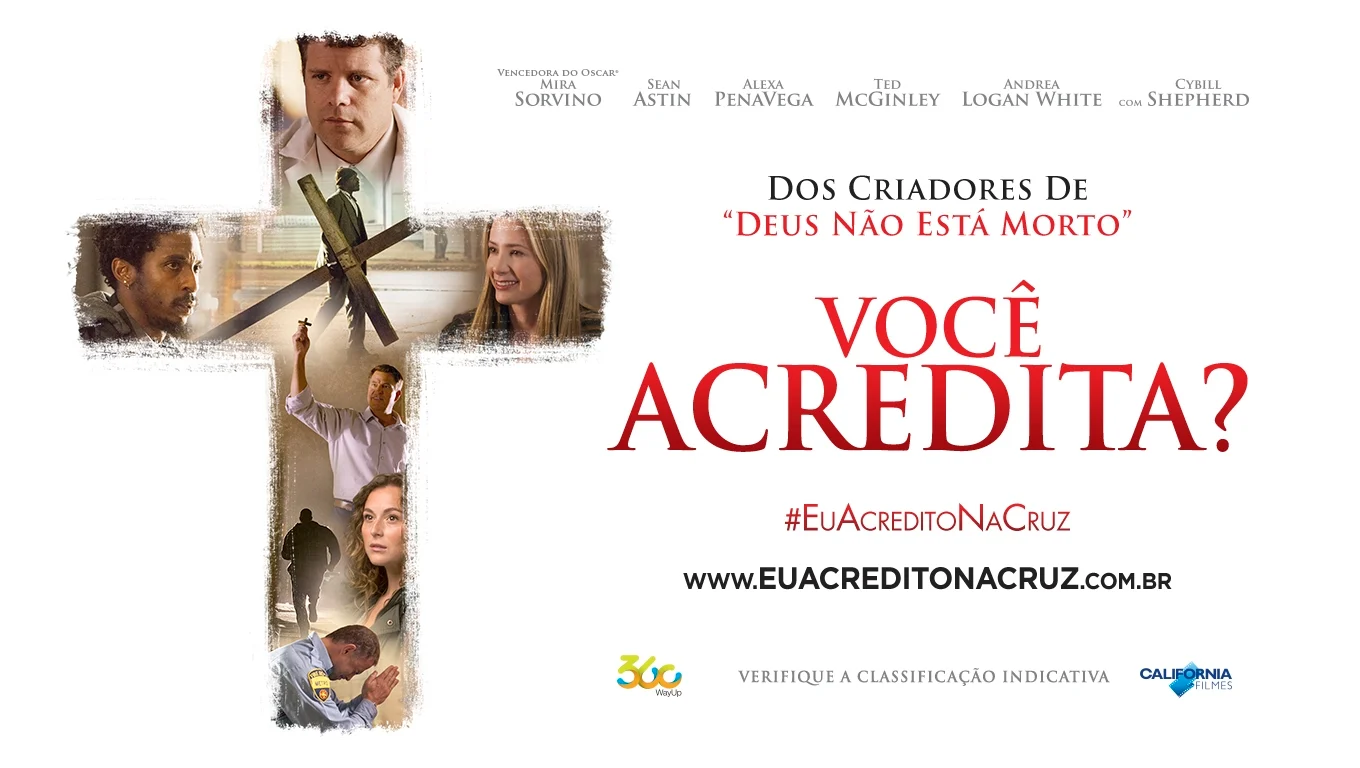 VENCEDORA DO OSCAR®
MIRA SORVINO
SEAN ASTIN
ALEXA PENAVEGA
TED MCGINLEY
ANDREA LOGAN WHITE
COM CYBILL SHEPHERD
DOS CRIADORES DE
“DEUS NÃO ESTÁ MORTO”
VOCÊ
ACREDITA?
#EUACREDITONACRUZ
WWW.EUACREDITONACRUZ.COM.BR
360
WayUp
VERIFIQUE A CLASSIFICAÇÃO INDICATIVA
CALIFORNIA
FILMES